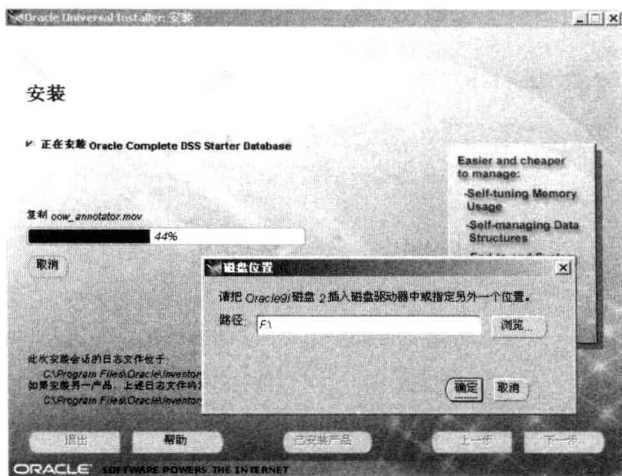 Oracle Universal Installer: 安装
安装
正在安装 Oracle Complete DSS Starter Database
Easier and cheaper
to manage:
-Self-tuning Memory
Usage
-Self-managing Data
Structures
复制 oow_annotator.mov
44%
取消
磁盘位置
请把 Oracle9i 磁盘 2 插入磁盘驱动器中或指定另外一个位置。
路径: F:\
浏览...
确定 取消
此次安装会话的日志文件位于:
C:\Program Files\Oracle\Inventory
如果安装另一产品, 上述日志文件
C:\Program Files\Oracle\Inventory
退出 帮助 已安装产品 上一步 下一步
ORACLE SOFTWARE POWERS THE INTERNET